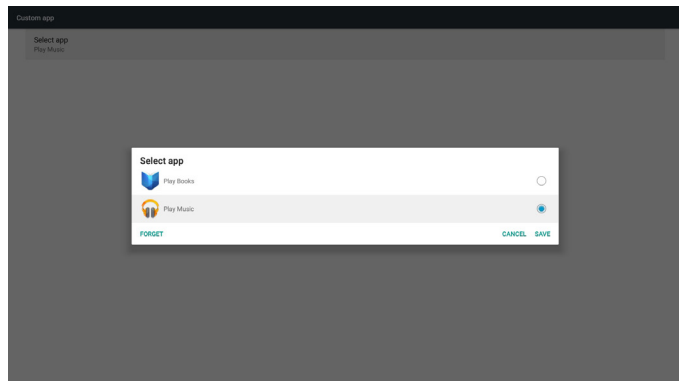 Custom app
Select app
Play Music
Select app
Play Books
Play Music
FORGET CANCEL SAVE